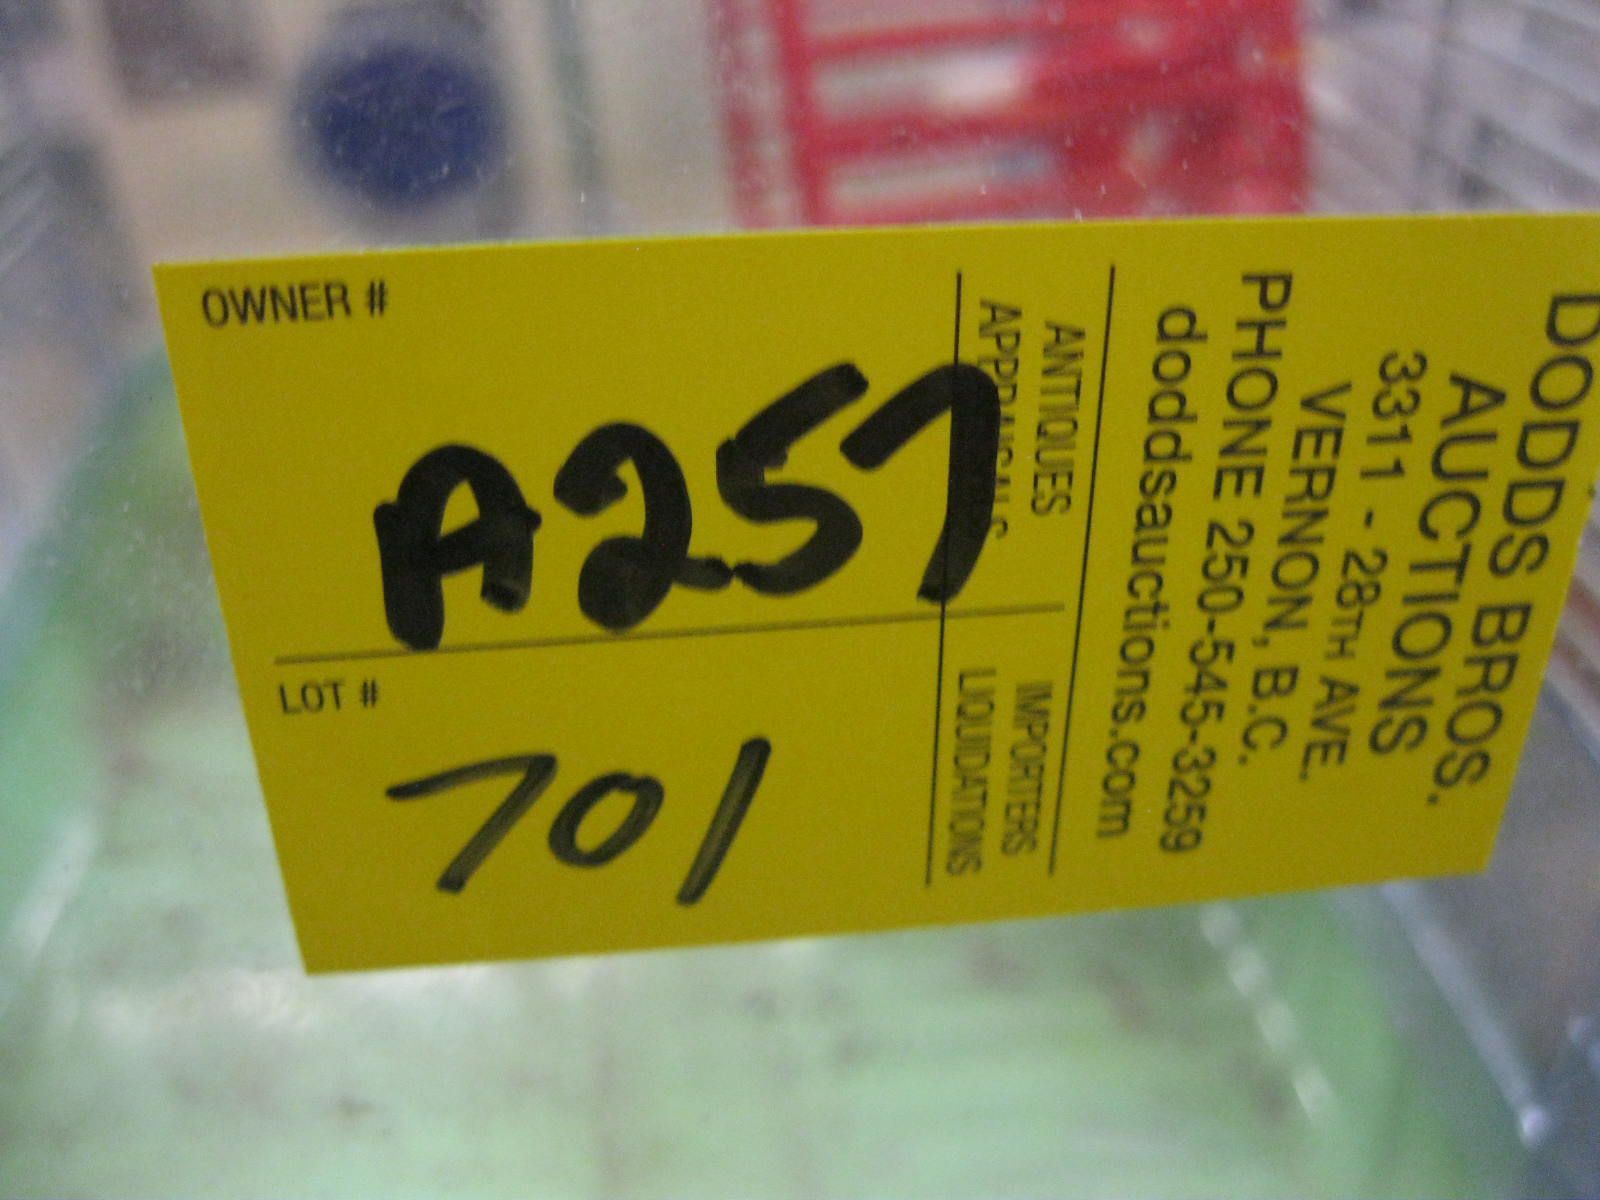 OWNER #
A257
LOT #
701
DODDS BROS.
AUCTIONS
3311 - 28TH AVE.
VERNON, B.C.
PHONE 250-545-3259
doddsauctions.com
ANTIQUES IMPORTERS
APPRAISALS LIQUIDATIONS